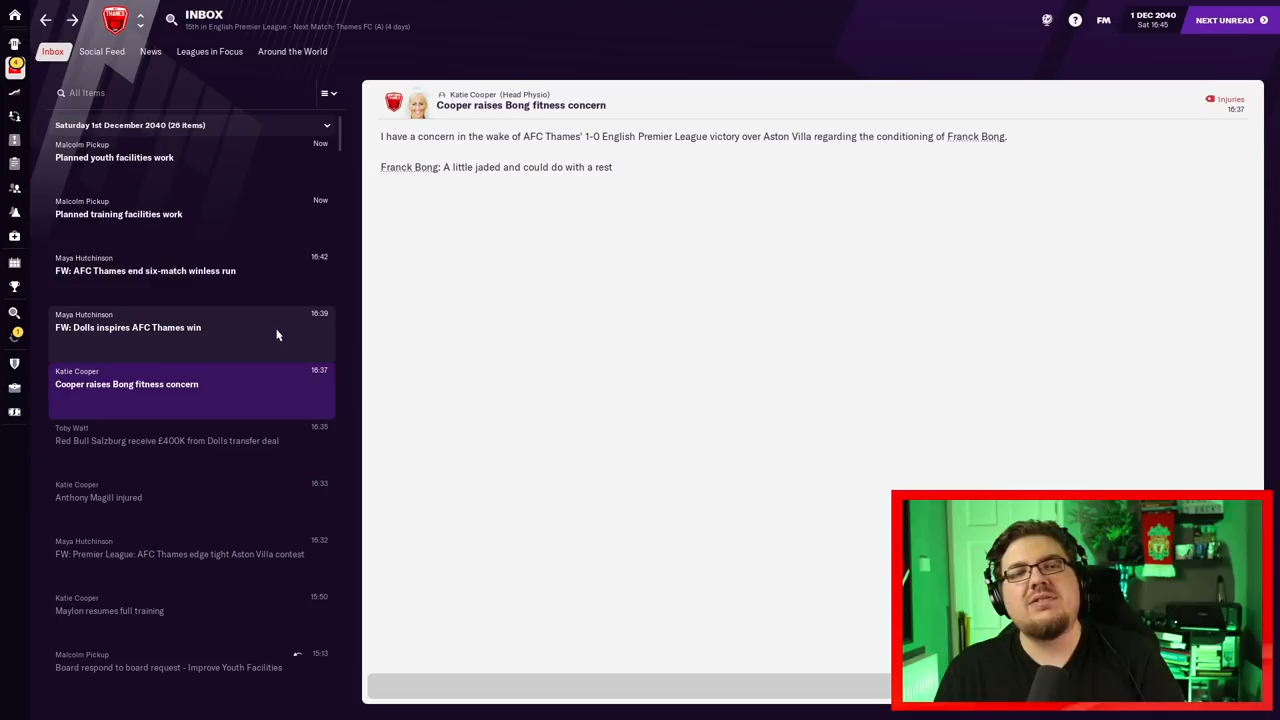 INBOX
15th in English Premier League - Next Match: Thames FC (A) (4 days)
FM
1 DEC 2040
Sat 16:45
NEXT UNREAD
THAMES
4
1
Inbox
Social Feed
News
Leagues in Focus
Around the World
All Items
Saturday 1st December 2040 (26 items)
Malcolm Pickup
Now
Planned youth facilities work
Malcolm Pickup
Now
Planned training facilities work
Maya Hutchinson
16:42
FW: AFC Thames end six-match winless run
Maya Hutchinson
16:39
FW: Dolls inspires AFC Thames win
Katie Cooper
16:37
Cooper raises Bong fitness concern
Toby Watt
16:35
Red Bull Salzburg receive £400K from Dolls transfer deal
Katie Cooper
16:33
Anthony Magill injured
Maya Hutchinson
16:32
FW: Premier League: AFC Thames edge tight Aston Villa contest
Katie Cooper
15:50
Maylon resumes full training
Malcolm Pickup
15:13
Board respond to board request - Improve Youth Facilities
Katie Cooper (Head Physio)
Cooper raises Bong fitness concern
Injuries
16:37
I have a concern in the wake of AFC Thames' 1-0 English Premier League victory over Aston Villa regarding the conditioning of Franck Bong.
Franck Bong: A little jaded and could do with a rest